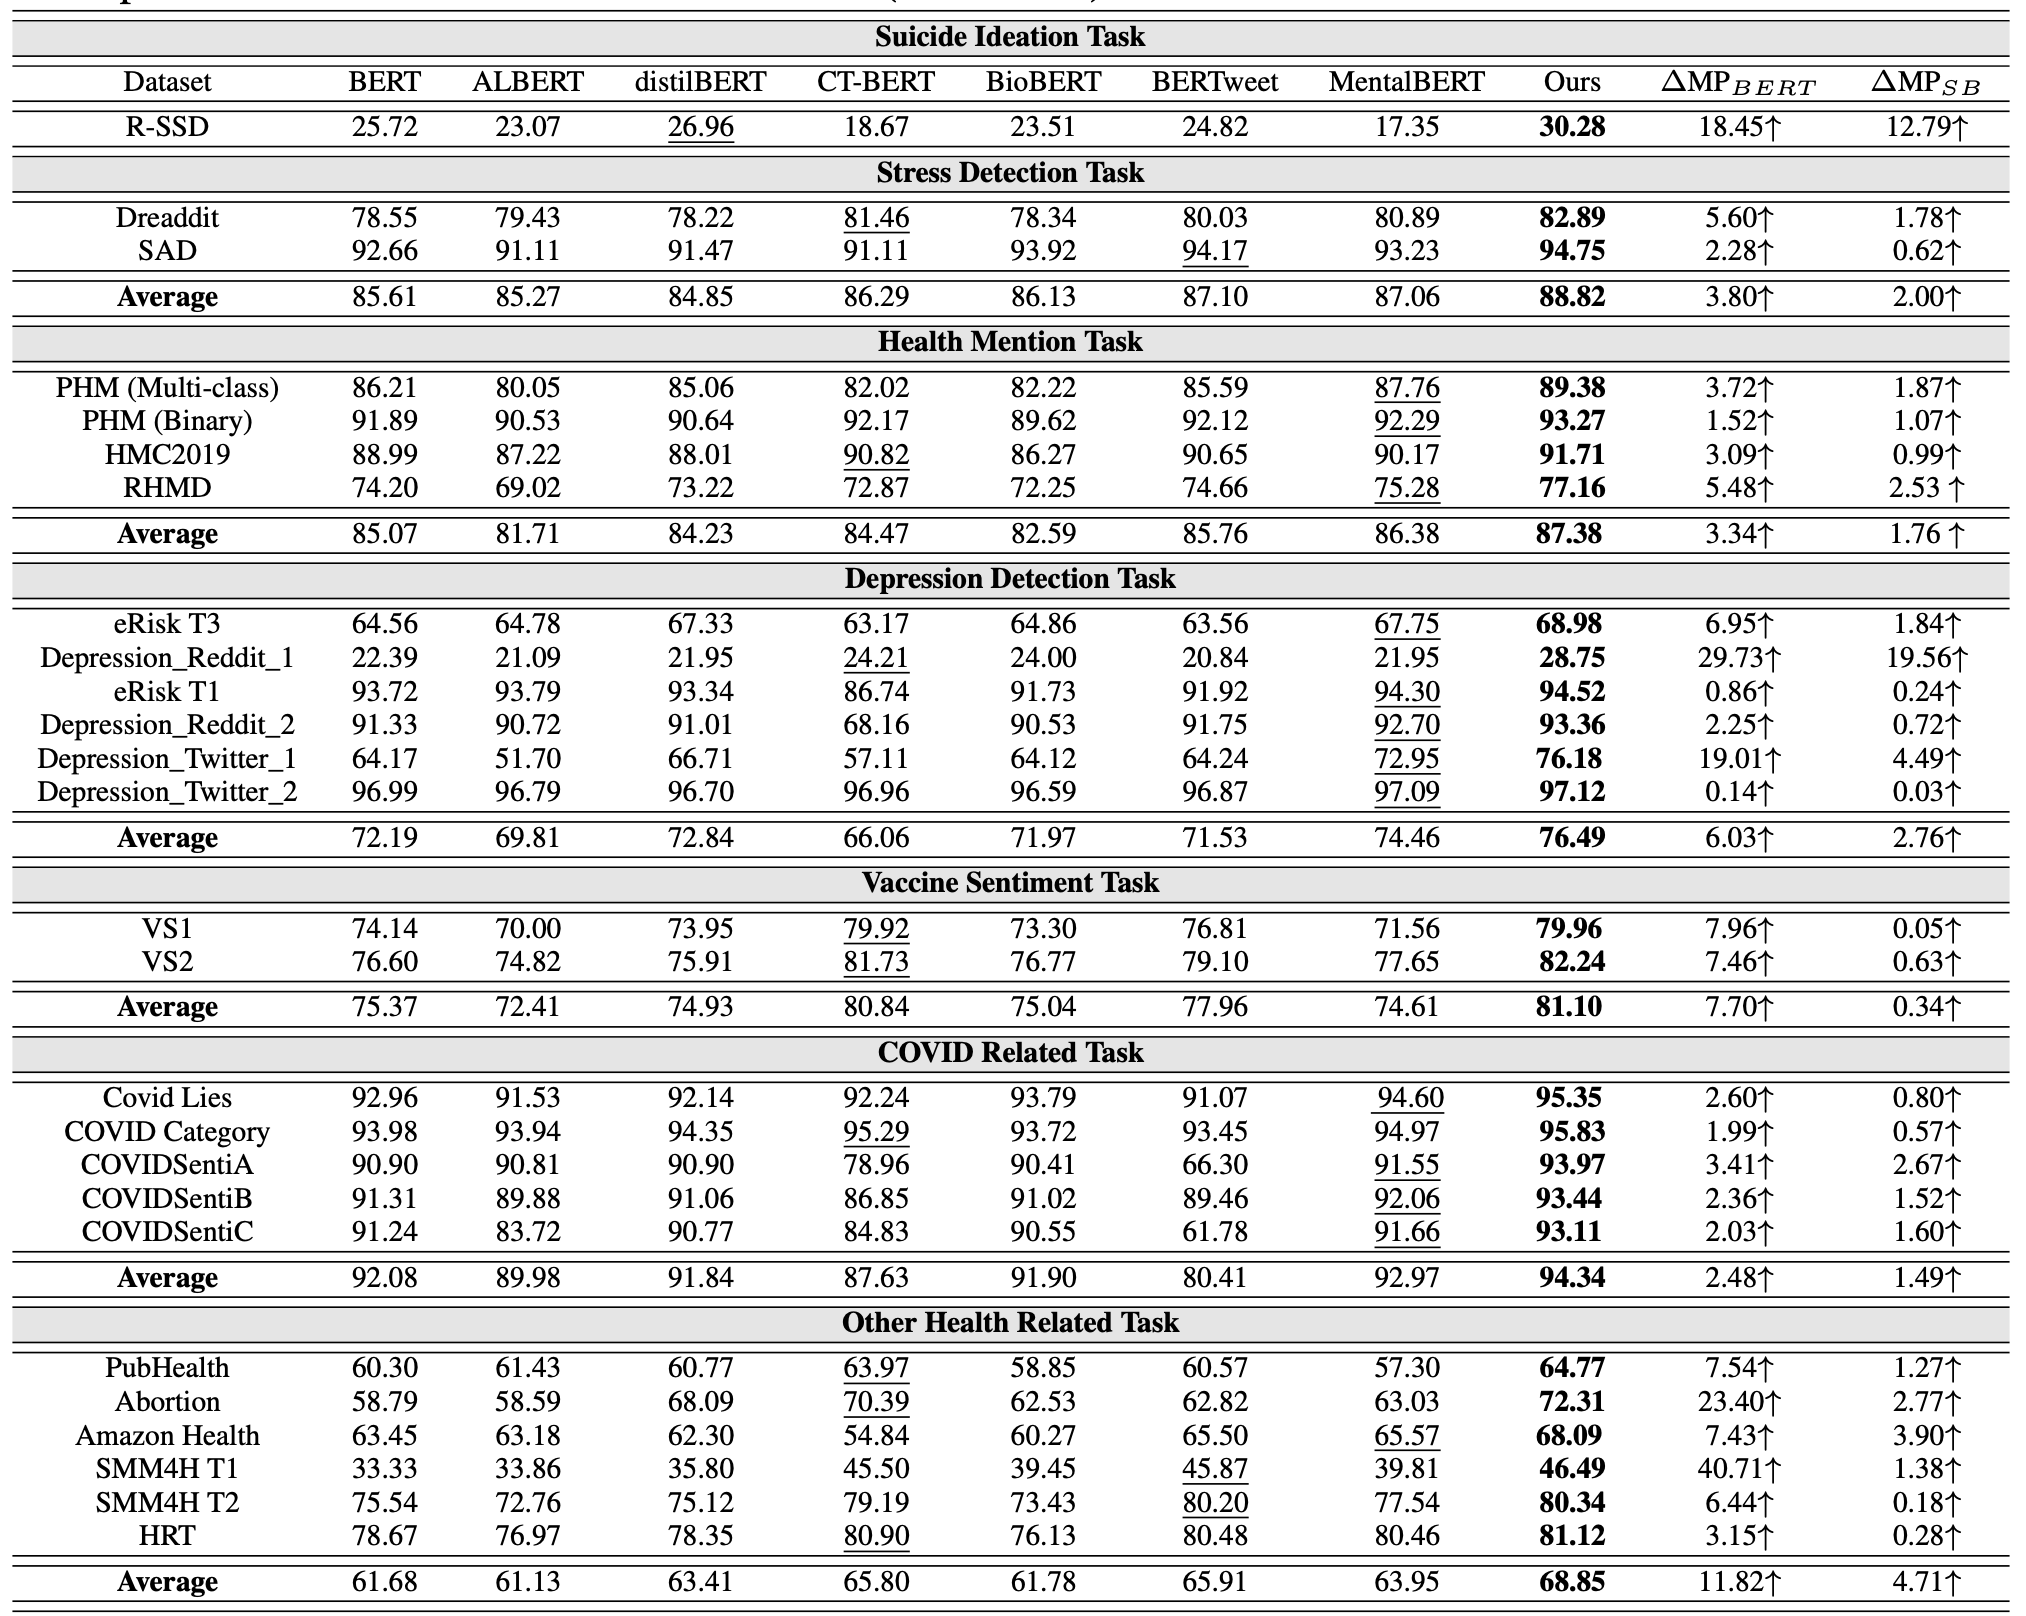 Suicide Ideation Task
Dataset BERT ALBERT distilBERT CT-BERT BioBERT BERTweet MentalBERT Ours ΔMP_BERT ΔMP_SB
R-SSD 25.72 23.07 26.96 18.67 23.51 24.82 17.35 30.28 18.45↑ 12.79↑
Stress Detection Task
Dreaddit 78.55 79.43 78.22 81.46 78.34 80.03 80.89 82.89 5.60↑ 1.78↑
SAD 92.66 91.11 91.47 91.11 93.92 94.17 93.23 94.75 2.28↑ 0.62↑
Average 85.61 85.27 84.85 86.29 86.13 87.10 87.06 88.82 3.80↑ 2.00↑
Health Mention Task
PHM (Multi-class) 86.21 80.05 85.06 82.02 82.22 85.59 87.76 89.38 3.72↑ 1.87↑
PHM (Binary) 91.89 90.53 90.64 92.17 89.62 92.12 92.29 93.27 1.52↑ 1.07↑
HMC2019 88.99 87.22 88.01 90.82 86.27 90.65 90.17 91.71 3.09↑ 0.99↑
RHMD 74.20 69.02 73.22 72.87 72.25 74.66 75.28 77.16 5.48↑ 2.53 ↑
Average 85.07 81.71 84.23 84.47 82.59 85.76 86.38 87.38 3.34↑ 1.76 ↑
Depression Detection Task
eRisk T3 64.56 64.78 67.33 63.17 64.86 63.56 67.75 68.98 6.95↑ 1.84↑
Depression_Reddit_1 22.39 21.09 21.95 24.21 24.00 20.84 21.95 28.75 29.73↑ 19.56↑
eRisk T1 93.72 93.79 93.34 86.74 91.73 91.92 94.30 94.52 0.86↑ 0.24↑
Depression_Reddit_2 91.33 90.72 91.01 68.16 90.53 91.75 92.70 93.36 2.25↑ 0.72↑
Depression_Twitter_1 64.17 51.70 66.71 57.11 64.12 64.24 72.95 76.18 19.01↑ 4.49↑
Depression_Twitter_2 96.99 96.79 96.70 96.96 96.59 96.87 97.09 97.12 0.14↑ 0.03↑
Average 72.19 69.81 72.84 66.06 71.97 71.53 74.46 76.49 6.03↑ 2.76↑
Vaccine Sentiment Task
VS1 74.14 70.00 73.95 79.92 73.30 76.81 71.56 79.96 7.96↑ 0.05↑
VS2 76.60 74.82 75.91 81.73 76.77 79.10 77.65 82.24 7.46↑ 0.63↑
Average 75.37 72.41 74.93 80.84 75.04 77.96 74.61 81.10 7.70↑ 0.34↑
COVID Related Task
Covid Lies 92.96 91.53 92.14 92.24 93.79 91.07 94.60 95.35 2.60↑ 0.80↑
COVID Category 93.98 93.94 94.35 95.29 93.72 93.45 94.97 95.83 1.99↑ 0.57↑
COVIDSentiA 90.90 90.81 90.90 78.96 90.41 66.30 91.55 93.97 3.41↑ 2.67↑
COVIDSentiB 91.31 89.88 91.06 86.85 91.02 89.46 92.06 93.44 2.36↑ 1.52↑
COVIDSentiC 91.24 83.72 90.77 84.83 90.55 61.78 91.66 93.11 2.03↑ 1.60↑
Average 92.08 89.98 91.84 87.63 91.90 80.41 92.97 94.34 2.48↑ 1.49↑
Other Health Related Task
PubHealth 60.30 61.43 60.77 63.97 58.85 60.57 57.30 64.77 7.54↑ 1.27↑
Abortion 58.79 58.59 68.09 70.39 62.53 62.82 63.03 72.31 23.40↑ 2.77↑
Amazon Health 63.45 63.18 62.30 54.84 60.27 65.50 65.57 68.09 7.43↑ 3.90↑
SMM4H T1 33.33 33.86 35.80 45.50 39.45 45.87 39.81 46.49 40.71↑ 1.38↑
SMM4H T2 75.54 72.76 75.12 79.19 73.43 80.20 77.54 80.34 6.44↑ 0.18↑
HRT 78.67 76.97 78.35 80.90 76.13 80.48 80.46 81.12 3.15↑ 0.28↑
Average 61.68 61.13 63.41 65.80 61.78 65.91 63.95 68.85 11.82↑ 4.71↑